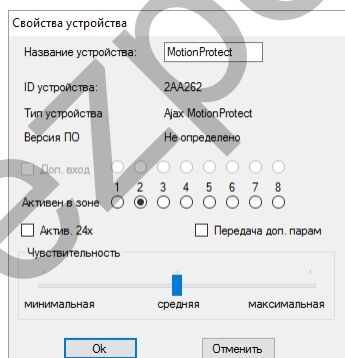 Свойства устройства
Название устройства: MotionProtect
ID устройства: 2AA262
Тип устройства Ajax MotionProtect
Версия ПО Не определено
Доп. вход
1 2 3 4 5 6 7 8
Активен в зоне
Актив. 24х Передача доп. парам
Чувствительность
минимальная средняя максимальная
Ok Отменить